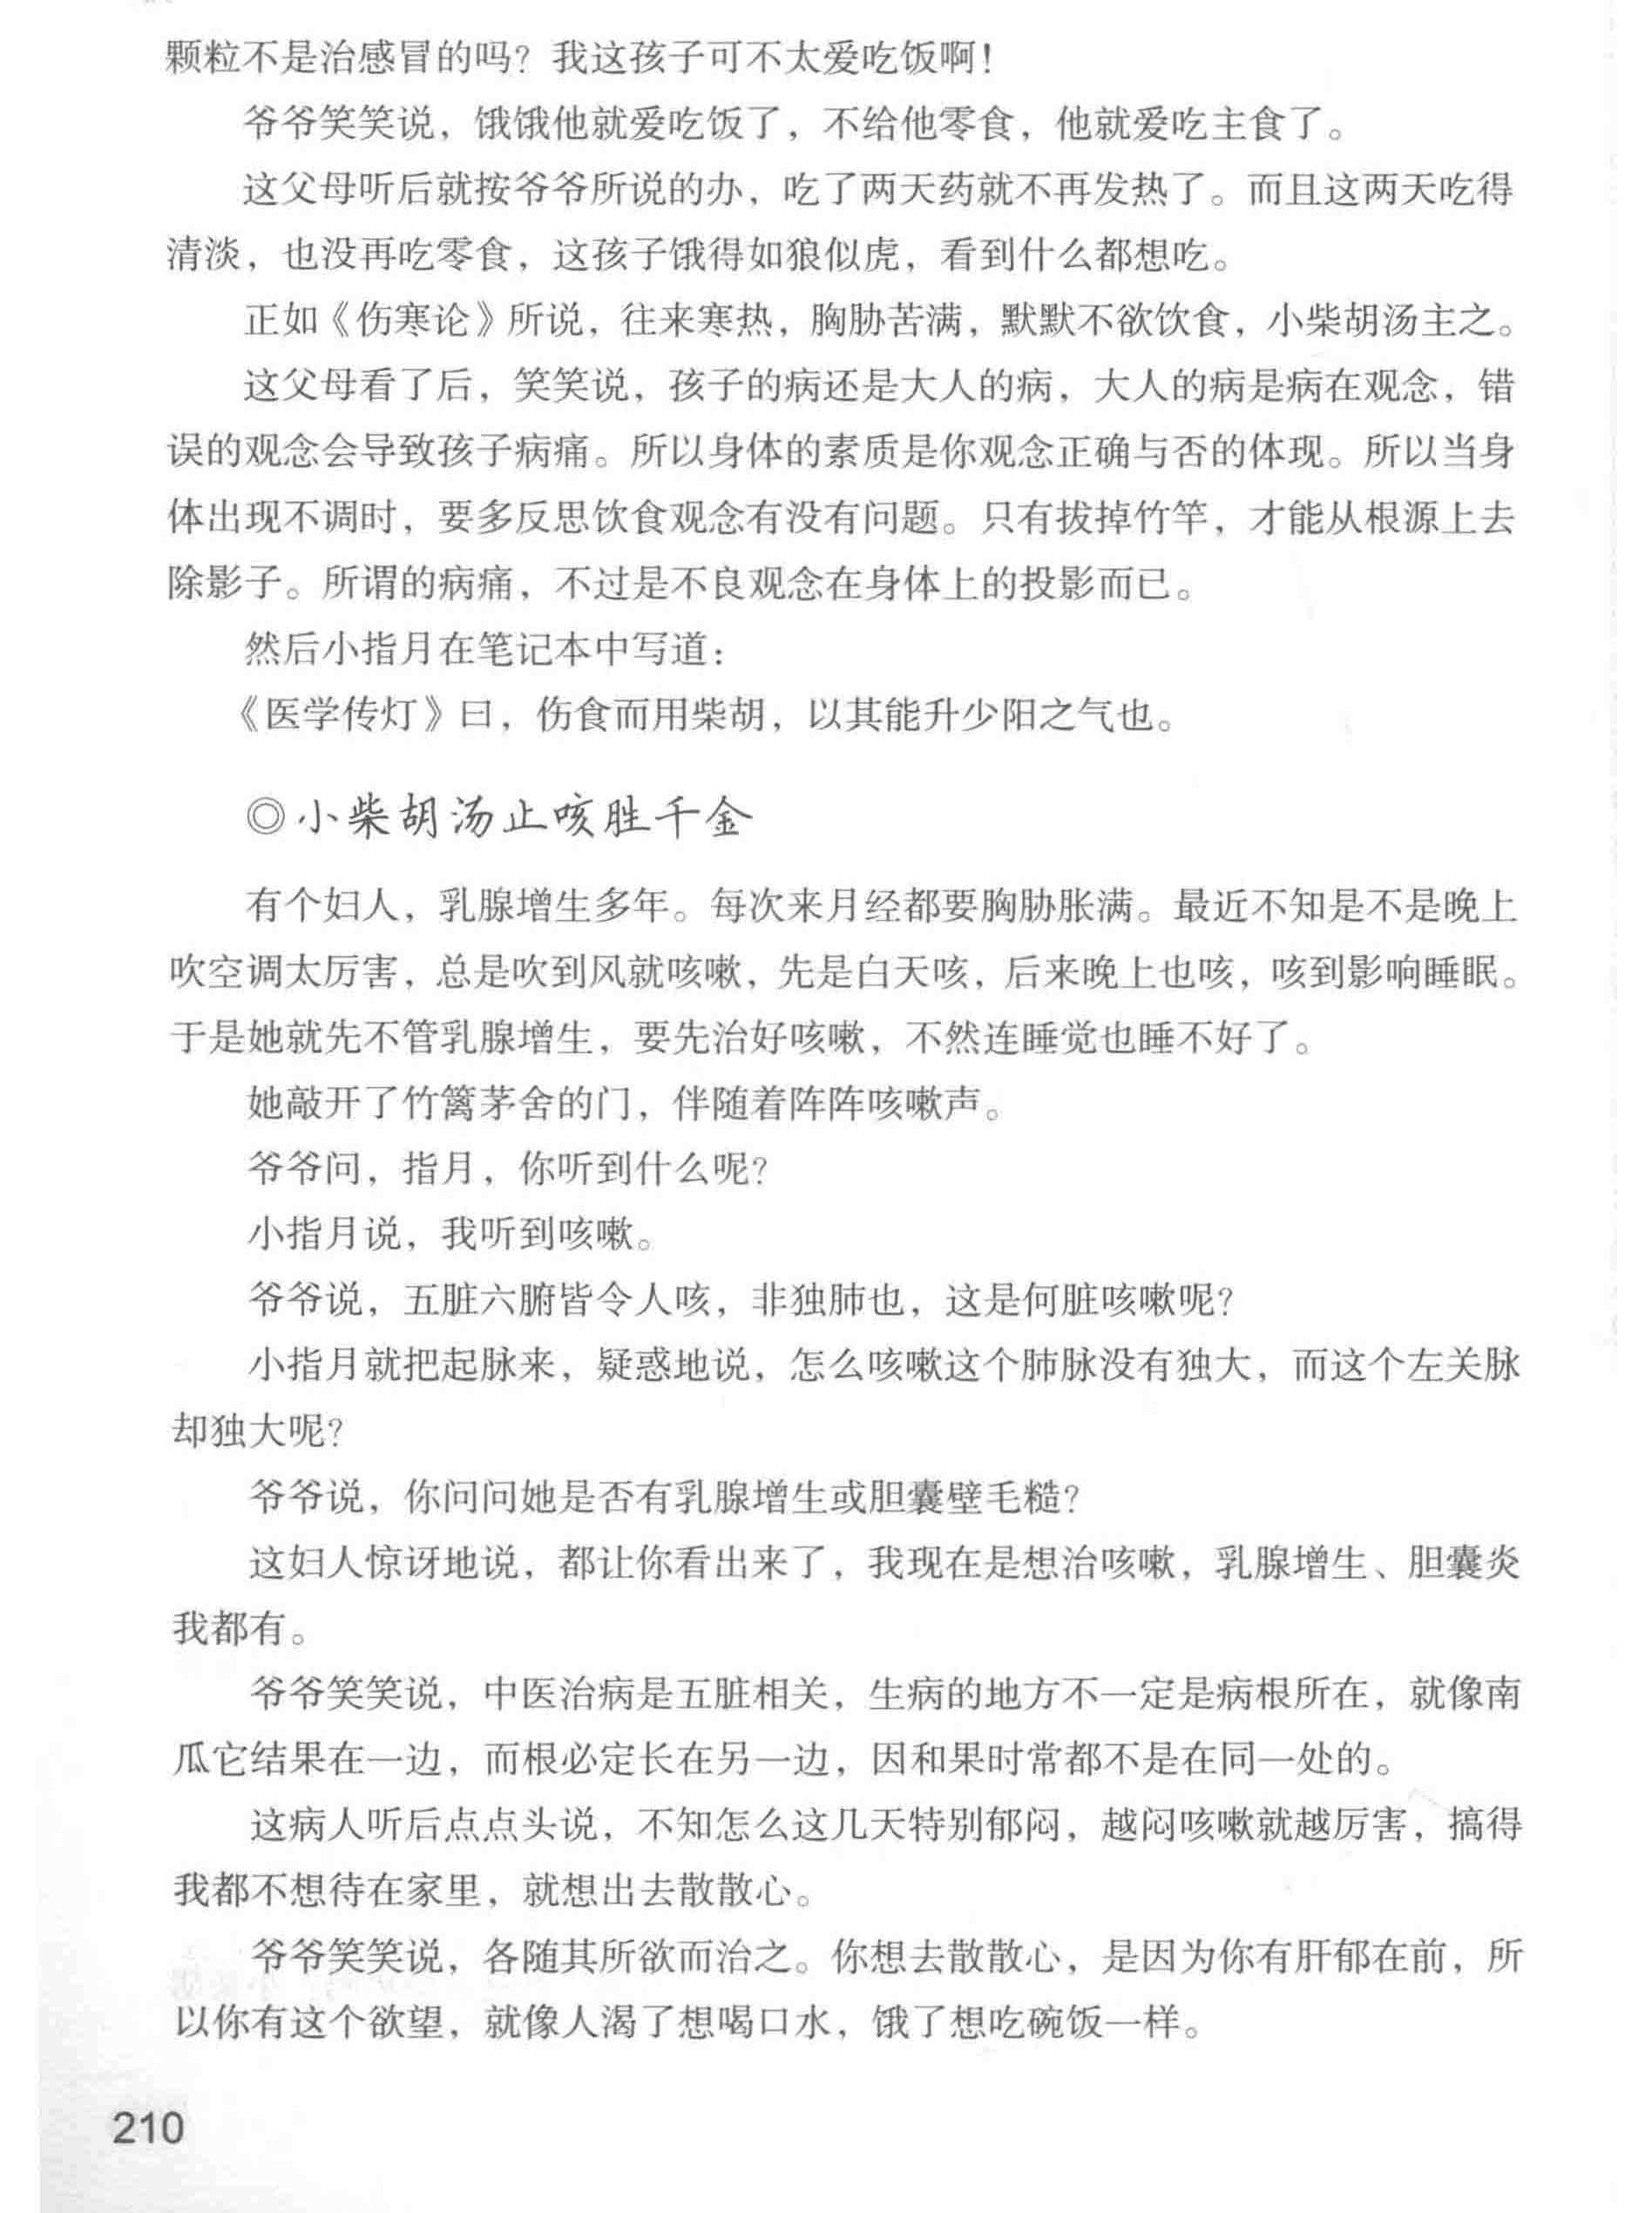 颗粒不是治感冒的吗？我这孩子可不太爱吃饭啊！
爷爷笑笑说，饿饿他就爱吃饭了，不给他零食，他就爱吃主食了。
这父母听后就按爷爷所说的办，吃了两天药就不再发热了。而且这两天吃得
清淡，也没再吃零食，这孩子饿得如狼似虎，看到什么都想吃。
正如《伤寒论》所说，往来寒热，胸胁苦满，默默不欲饮食，小柴胡汤主之。
这父母看了后，笑笑说，孩子的病还是大人的病，大人的病是病在观念，错
误的观念会导致孩子病痛。所以身体的素质是你观念正确与否的体现。所以当身
体出现不调时，要多反思饮食观念有没有问题。只有拔掉竹竿，才能从根源上去
除影子。所谓的病痛，不过是不良观念在身体上的投影而已。
然后小指月在笔记本中写道：
《医学传灯》曰，伤食而用柴胡，以其能升少阳之气也。
◎小柴胡汤止咳胜千金
有个妇人，乳腺增生多年。每次来月经都要胸胁胀满。最近不知是不是晚上
吹空调太厉害，总是吹到风就咳嗽，先是白天咳，后来晚上也咳，咳到影响睡眠。
于是她就先不管乳腺增生，要先治好咳嗽，不然连睡觉也睡不好了。
她敲开了竹篱茅舍的门，伴随着阵阵咳嗽声。
爷爷问，指月，你听到什么呢？
小指月说，我听到咳嗽。
爷爷说，五脏六腑皆令人咳，非独肺也，这是何脏咳嗽呢？
小指月就把起脉来，疑惑地说，怎么咳嗽这个肺脉没有独大，而这个左关脉
却独大呢？
爷爷说，你问问她是否有乳腺增生或胆囊壁毛糙？
这妇人惊讶地说，都让你看出来了，我现在是想治咳嗽，乳腺增生、胆囊炎
我都有。
爷爷笑笑说，中医治病是五脏相关，生病的地方不一定是病根所在，就像南
瓜它结果在一边，而根必定长在另一边，因和果时常都不是在同一处的。
这病人听后点点头说，不知怎么这几天特别郁闷，越闷咳嗽就越厉害，搞得
我都不想待在家里，就想出去散散心。
爷爷笑笑说，各随其所欲而治之。你想去散散心，是因为你有肝郁在前，所
以你有这个欲望，就像人渴了想喝口水，饿了想吃碗饭一样。
210